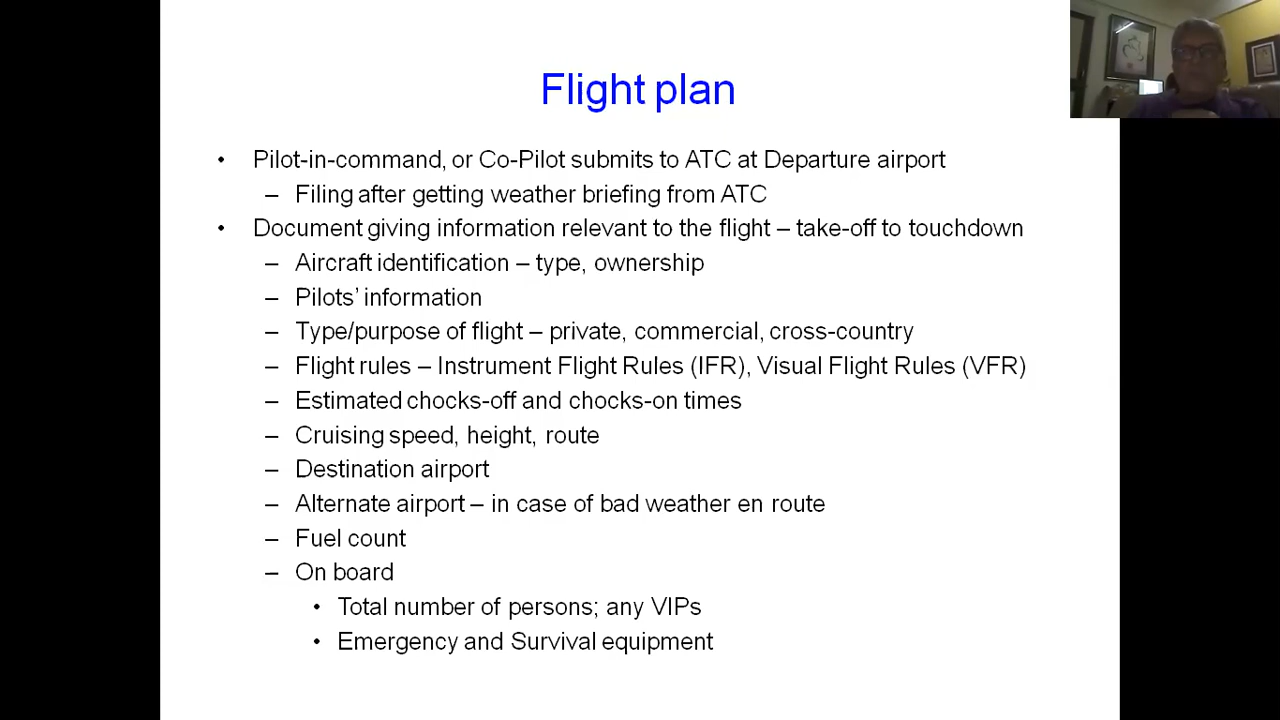 Flight plan
• Pilot-in-command, or Co-Pilot submits to ATC at Departure airport
– Filing after getting weather briefing from ATC
• Document giving information relevant to the flight – take-off to touchdown
– Aircraft identification – type, ownership
– Pilots’ information
– Type/purpose of flight – private, commercial, cross-country
– Flight rules – Instrument Flight Rules (IFR), Visual Flight Rules (VFR)
– Estimated chocks-off and chocks-on times
– Cruising speed, height, route
– Destination airport
– Alternate airport – in case of bad weather en route
– Fuel count
– On board
• Total number of persons; any VIPs
• Emergency and Survival equipment